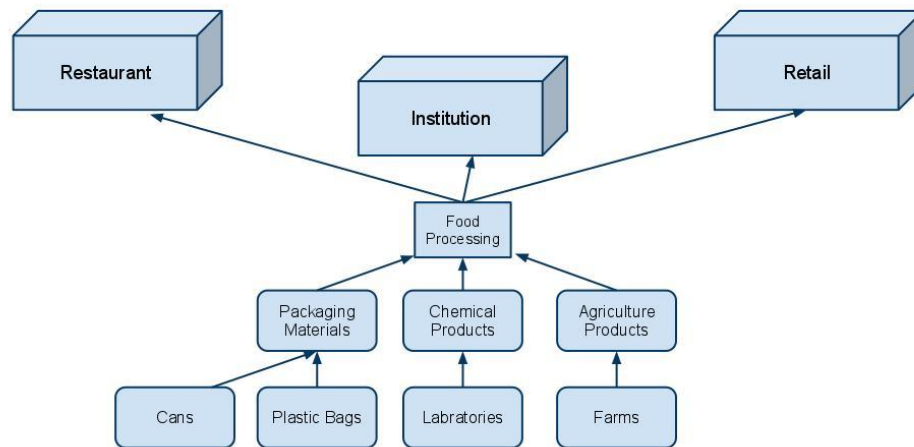 Restaurant
Institution
Retail
Food
Processing
Packaging
Materials
Chemical
Products
Agriculture
Products
Cans
Plastic Bags
Labratories
Farms